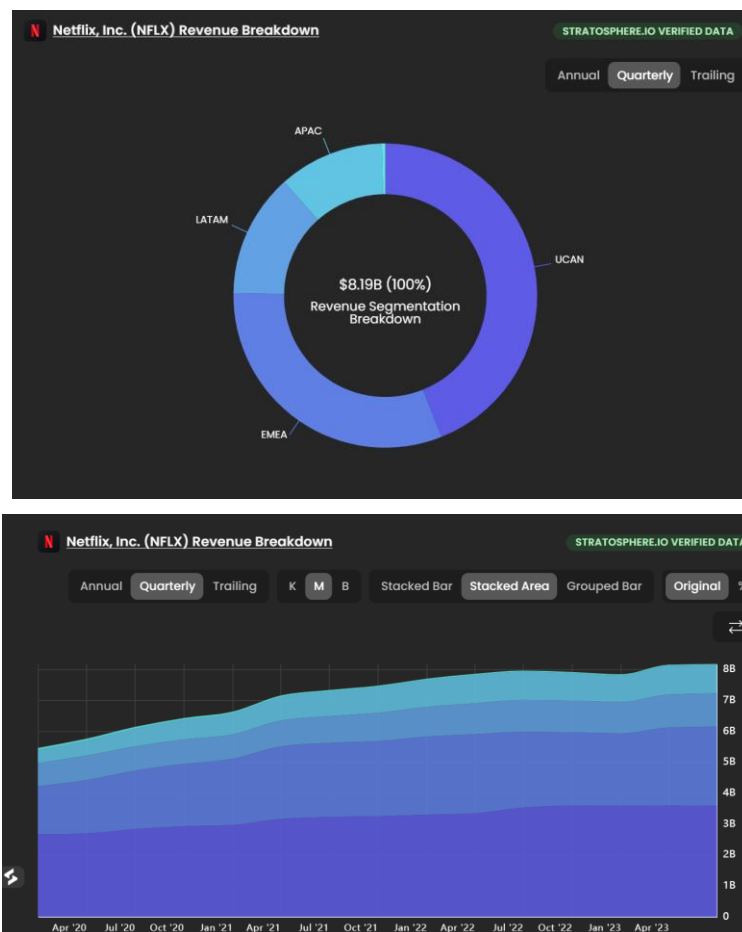 N Netflix, Inc. (NFLX) Revenue Breakdown STRATOSPHERE.IO VERIFIED DATA
Annual Quarterly Trailing
APAC
LATAM
UCAN
$8.19B (100%)
Revenue Segmentation
Breakdown
EMEA
N Netflix, Inc. (NFLX) Revenue Breakdown STRATOSPHERE.IO VERIFIED DATA
Annual Quarterly Trailing K M B Stacked Bar Stacked Area Grouped Bar Original %
8B
7B
6B
5B
4B
3B
2B
1B
0
Apr '20 Jul '20 Oct '20 Jan '21 Apr '21 Jul '21 Oct '21 Jan '22 Apr '22 Jul '22 Oct '22 Jan '23 Apr '23